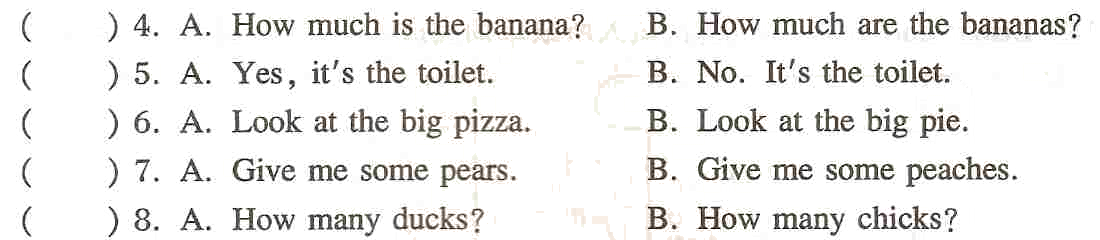 (      ) 4. A. How much is the banana?      B. How much are the bananas?
(      ) 5. A. Yes, it's the toilet.      B. No. It's the toilet.
(      ) 6. A. Look at the big pizza.      B. Look at the big pie.
(      ) 7. A. Give me some pears.      B. Give me some peaches.
(      ) 8. A. How many ducks?      B. How many chicks?